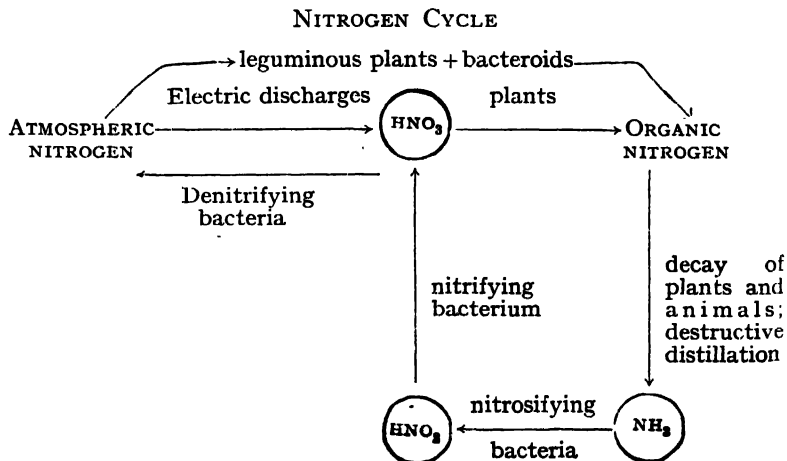 NITROGEN CYCLE
leguminous plants + bacteroids
Electric discharges
plants
ATMOSPHERIC
NITROGEN
HNO₃
ORGANIC
NITROGEN
Denitrifying
bacteria
nitrifying
bacterium
decay of
plants and
animals;
destructive
distillation
HNO₂
nitrosifying
bacteria
NH₃